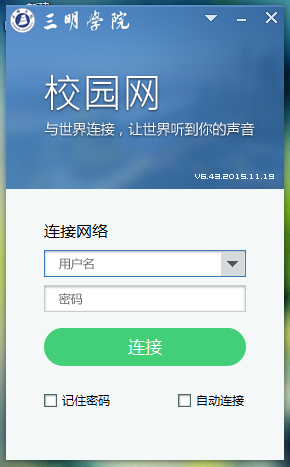 三明学院
校园网
与世界连接，让世界听到你的声音
V6.43.2015.11.19
连接网络
用户名
密码
连接
记住密码
自动连接